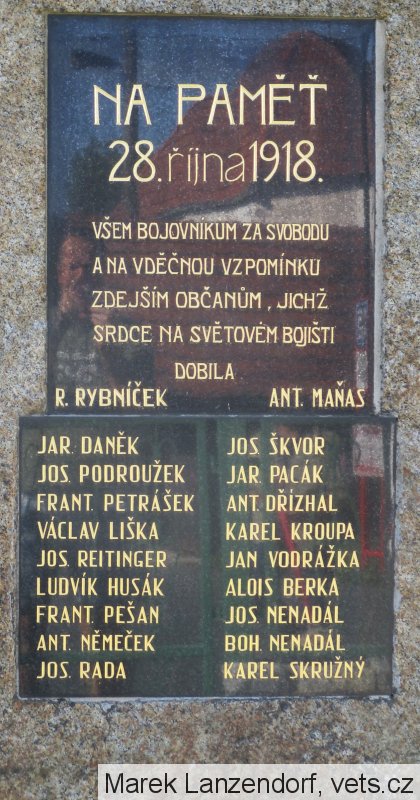 NA PAMĚŤ
28. října 1918.
VŠEM BOJOVNÍKUM ZA SVOBODU
A NA VDĚČNOU VZPOMÍNKU
ZDEJŠÍM OBČANŮM, JICHŽ
SRDCE NA SVĚTOVÉM BOJIŠTI
DOBILA
R. RYBNÍČEK ANT. MAŇAS
JAR. DANĚK JOS. ŠKVOR
JOS. PODROUŽEK JAR. PACÁK
FRANT. PETRÁŠEK ANT. DŘÍZHAL
VÁCLAV LIŠKA KAREL KROUPA
JOS. REITINGER JAN VODRÁŽKA
LUDVÍK HUSÁK ALOIS BERKA
FRANT. PEŠAN JOS. NENADÁL
ANT. NĚMEČEK BOH. NENADÁL
JOS. RADA KAREL SKRUŽNÝ
Marek Lanzendorf, vets.cz